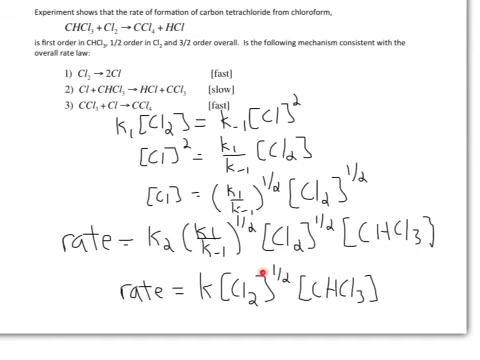 Experiment shows that the rate of formation of carbon tetrachloride from chloroform,
CHCl₃ + Cl₂ → CCl₄ + HCl
is first order in CHCl₃, 1/2 order in Cl₂ and 3/2 order overall. Is the following mechanism consistent with the
overall rate law:
1) Cl₂ → 2Cl [fast]
2) Cl + CHCl₃ → HCl + CCl₃ [slow]
3) CCl₃ + Cl → CCl₄ [fast]
k₁[Cl₂] = k₋₁[Cl]²
[Cl]² = k₁/k₋₁ [Cl₂]
[Cl] = (k₁/k₋₁)^1/2 [Cl₂]^1/2
rate = k₂ (k₁/k₋₁)^1/2 [Cl₂]^1/2 [CHCl₃]
rate = k[Cl₂]^1/2 [CHCl₃]